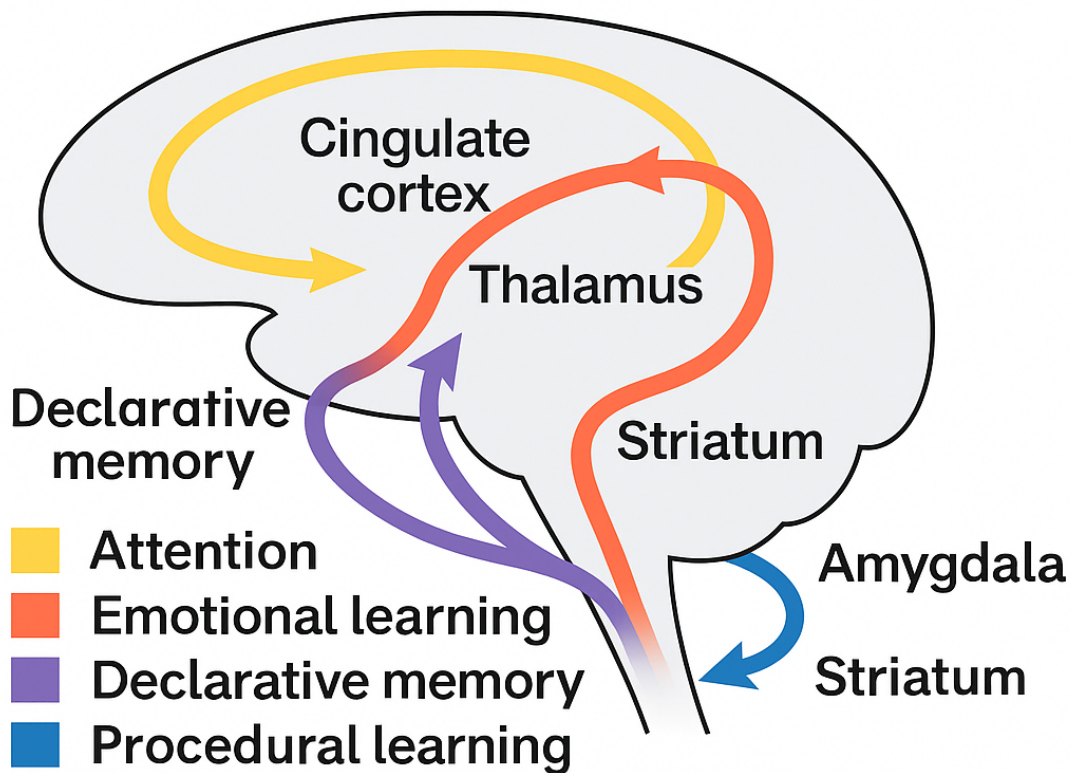 Cingulate
cortex
Thalamus
Declarative
memory
Striatum
Attention
Emotional learning
Declarative memory
Procedural learning
Amygdala
Striatum